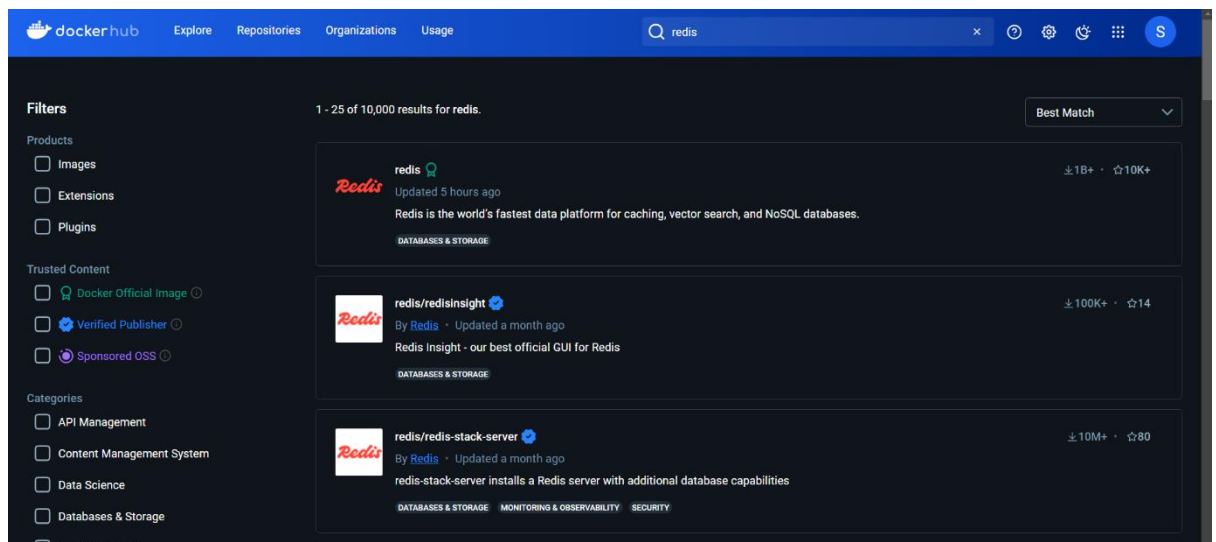 dockerhub Explore Repositories Organizations Usage redis S
Filters
Products
Images
Extensions
Plugins
Trusted Content
Docker Official Image
Verified Publisher
Sponsored OSS
Categories
API Management
Content Management System
Data Science
Databases & Storage
1 - 25 of 10,000 results for redis.
Best Match
Redis
redis
1B+ · 10K+
Updated 5 hours ago
Redis is the world's fastest data platform for caching, vector search, and NoSQL databases.
DATABASES & STORAGE
Redis
redis/redisinsight
100K+ · 14
By Redis · Updated a month ago
Redis Insight - our best official GUI for Redis
DATABASES & STORAGE
Redis
redis/redis-stack-server
10M+ · 80
By Redis · Updated a month ago
redis-stack-server installs a Redis server with additional database capabilities
DATABASES & STORAGE MONITORING & OBSERVABILITY SECURITY